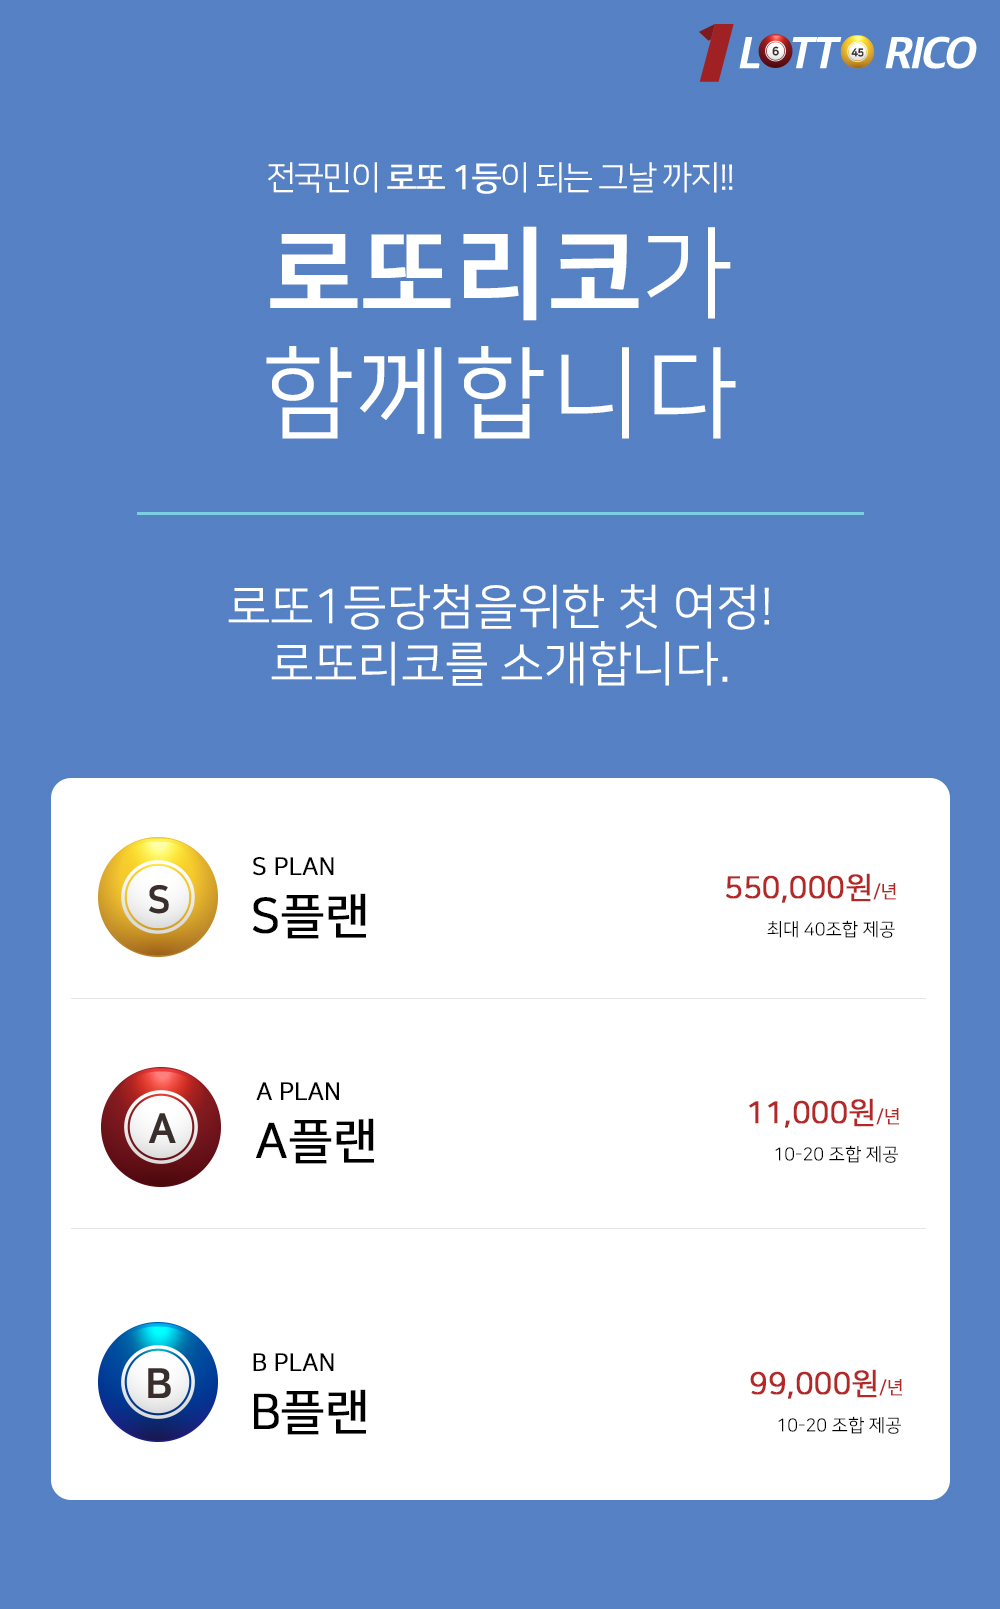 1 LOTTO RICO
6
45
전국민이 로또 1등이 되는 그날 까지!!
로또리코가
함께합니다
로또1등당첨을위한 첫 여정!
로또리코를 소개합니다.
S
S PLAN
S플랜
550,000원/년
최대 40조합 제공
A
A PLAN
A플랜
11,000원/년
10-20 조합 제공
B
B PLAN
B플랜
99,000원/년
10-20 조합 제공